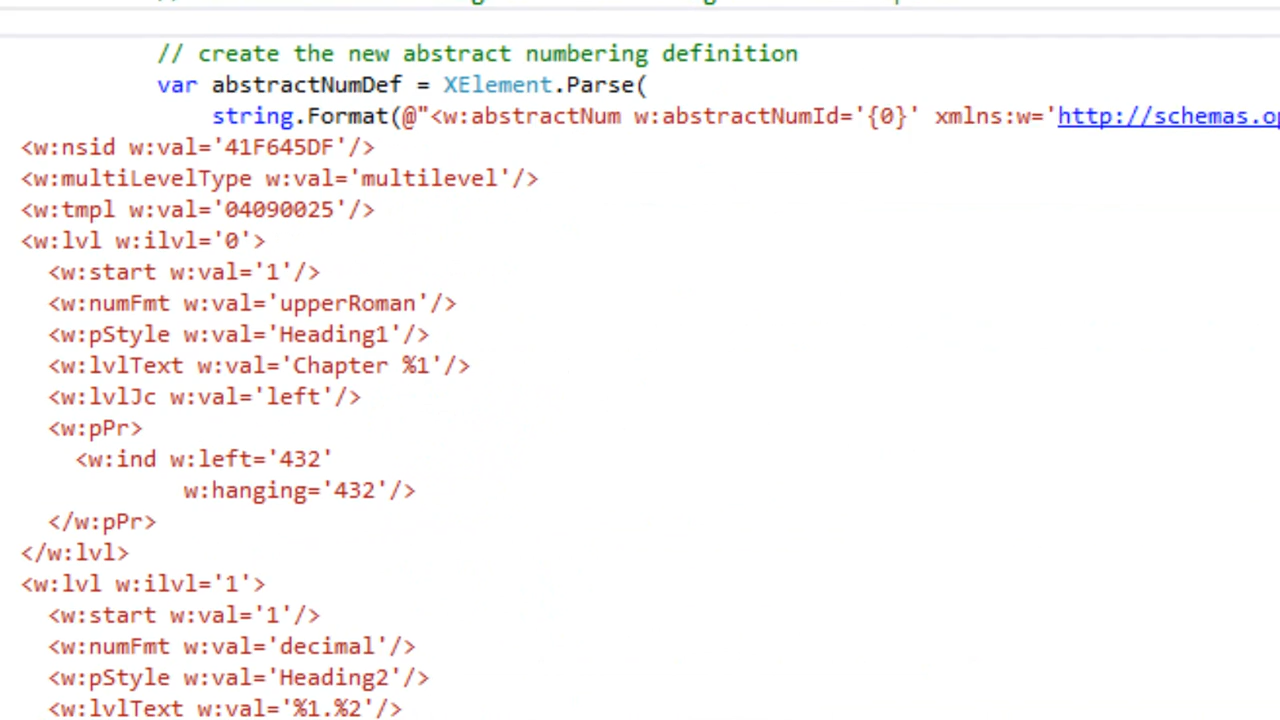 // create the new abstract numbering definition
var abstractNumDef = XElement.Parse(
string.Format(@"<w:abstractNum w:abstractNumId='{0}' xmlns:w='http://schemas.op
<w:nsid w:val='41F645DF'/>
<w:multiLevelType w:val='multilevel'/>
<w:tmpl w:val='04090025'/>
<w:lvl w:ilvl='0'>
<w:start w:val='1'/>
<w:numFmt w:val='upperRoman'/>
<w:pStyle w:val='Heading1'/>
<w:lvlText w:val='Chapter %1'/>
<w:lvlJc w:val='left'/>
<w:pPr>
<w:ind w:left='432'
w:hanging='432'/>
</w:pPr>
</w:lvl>
<w:lvl w:ilvl='1'>
<w:start w:val='1'/>
<w:numFmt w:val='decimal'/>
<w:pStyle w:val='Heading2'/>
<w:lvlText w:val='%1.%2'/>